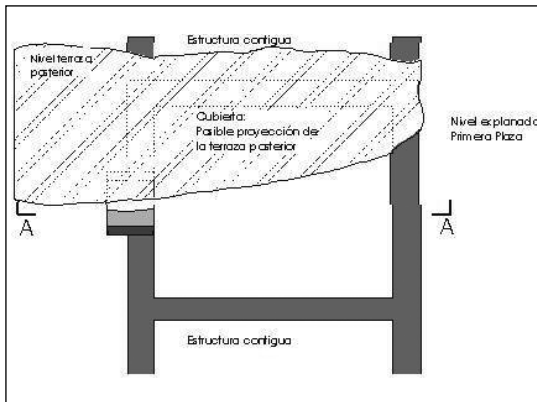 Estructura contigua
Nivel terraza
posterior
Cubierta:
Posible proyección de
la terraza posterior
Nivel explanada
Primera Plaza
A
A
Estructura contigua